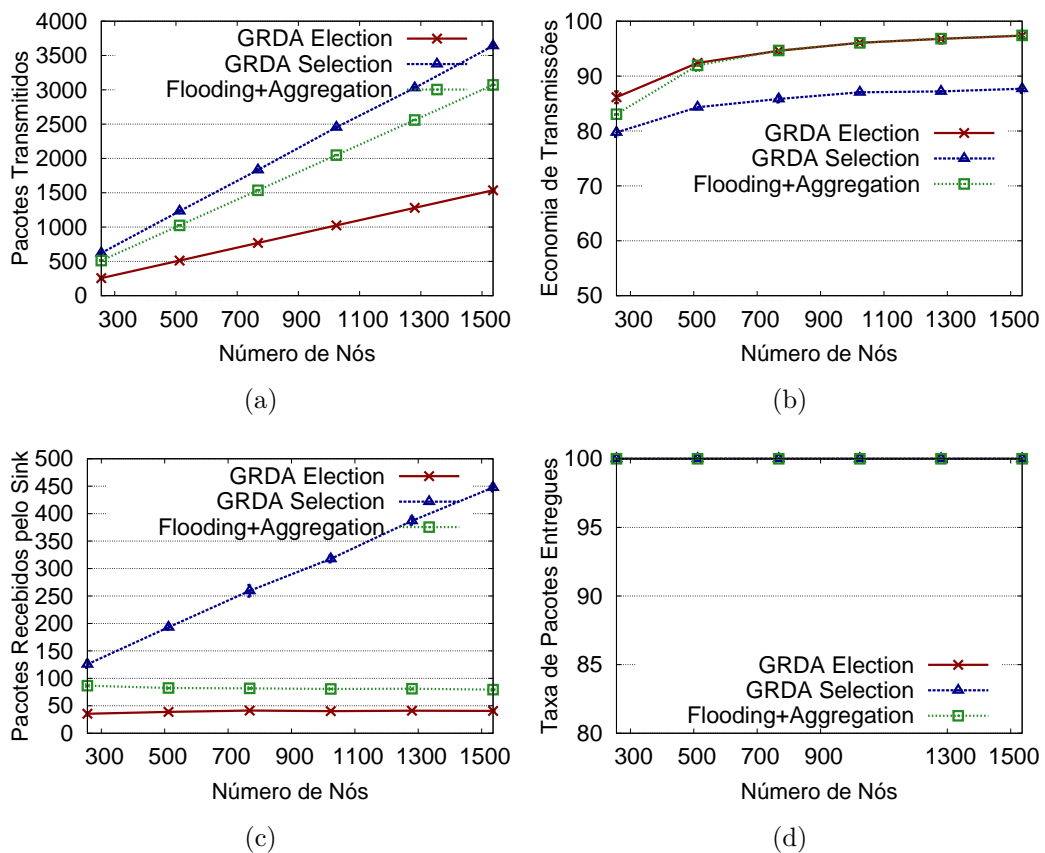 Pacotes Transmitidos
4000
3500
3000
2500
2000
1500
1000
500
0
GRDA Election
GRDA Selection
Flooding+Aggregation
300 500 700 900 1100 1300 1500
Número de Nós
(a)
Economia de Transmissões
100
90
80
70
60
50
GRDA Election
GRDA Selection
Flooding+Aggregation
300 500 700 900 1100 1300 1500
Número de Nós
(b)
Pacotes Recebidos pelo Sink
500
450
400
350
300
250
200
150
100
50
0
GRDA Election
GRDA Selection
Flooding+Aggregation
300 500 700 900 1100 1300 1500
Número de Nós
(c)
Taxa de Pacotes Entregues
100
95
90
85
80
GRDA Election
GRDA Selection
Flooding+Aggregation
300 500 700 900 1100 1300 1500
Número de Nós
(d)